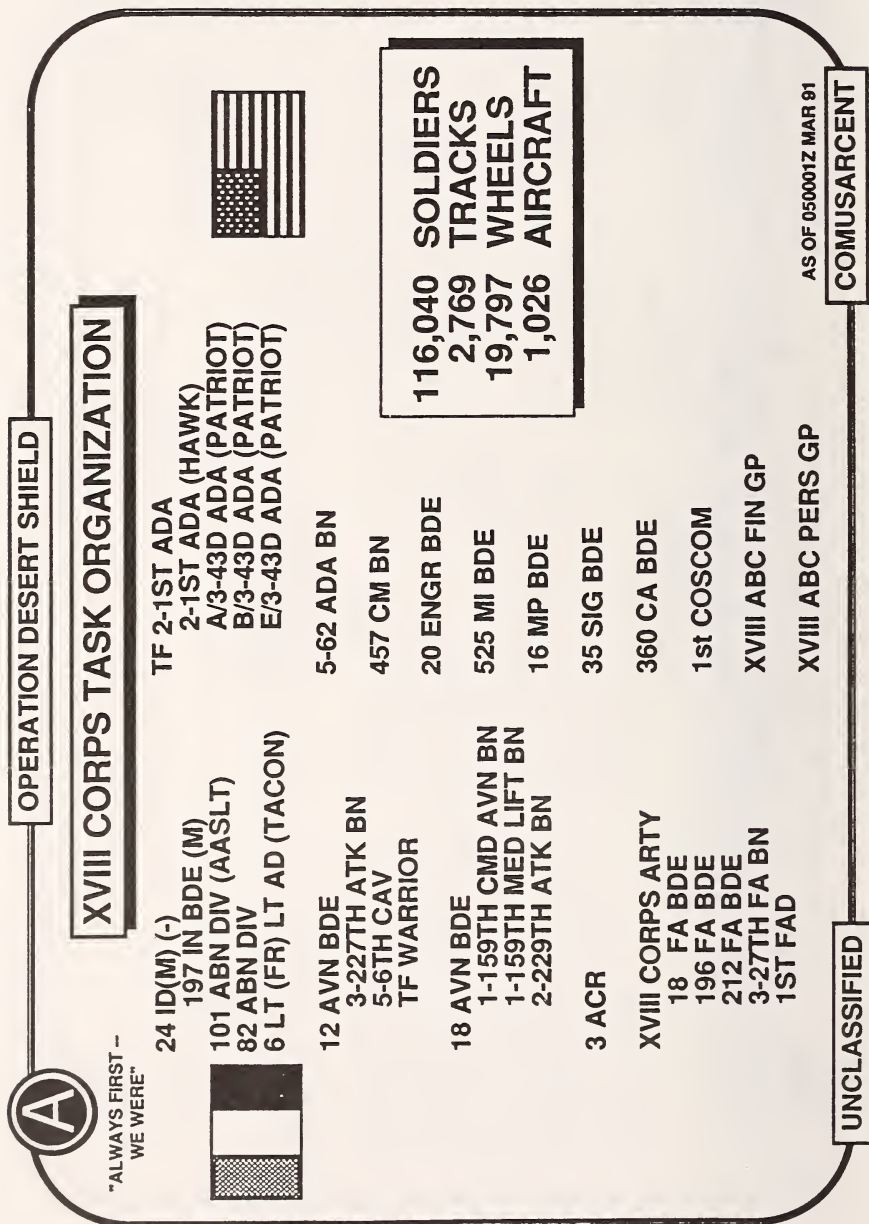 OPERATION DESERT SHIELD
A
"ALWAYS FIRST –
WE WERE"
XVIII CORPS TASK ORGANIZATION
24 ID(M) (-)
197 IN BDE (M)
101 ABN DIV (AASLT)
82 ABN DIV
6 LT (FR) LT AD (TACON)
12 AVN BDE
3-227TH ATK BN
5-6TH CAV
TF WARRIOR
18 AVN BDE
1-159TH CMD AVN BN
1-159TH MED LIFT BN
2-229TH ATK BN
3 ACR
XVIII CORPS ARTY
18 FA BDE
196 FA BDE
212 FA BDE
3-27TH FA BN
1ST FAD
TF 2-1ST ADA
2-1ST ADA (HAWK)
A/3-43D ADA (PATRIOT)
B/3-43D ADA (PATRIOT)
E/3-43D ADA (PATRIOT)
5-62 ADA BN
457 CM BN
20 ENGR BDE
525 MI BDE
16 MP BDE
35 SIG BDE
360 CA BDE
1st COSCOM
XVIII ABC FIN GP
XVIII ABC PERS GP
116,040 SOLDIERS
2,769 TRACKS
19,797 WHEELS
1,026 AIRCRAFT
AS OF 050001Z MAR 91
UNCLASSIFIED
COMUSARCENT